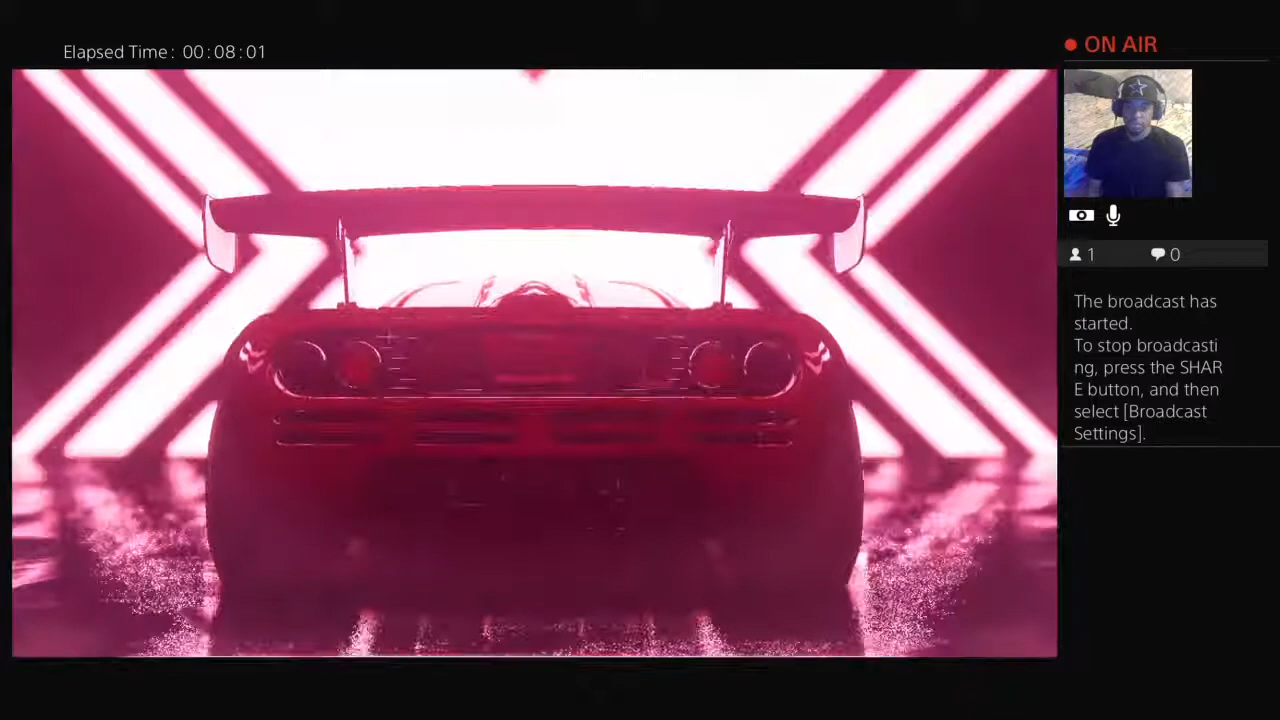 Elapsed Time: 00:08:01
ON AIR
1
0
The broadcast has
started.
To stop broadcasti
ng, press the SHAR
E button, and then
select [Broadcast
Settings].